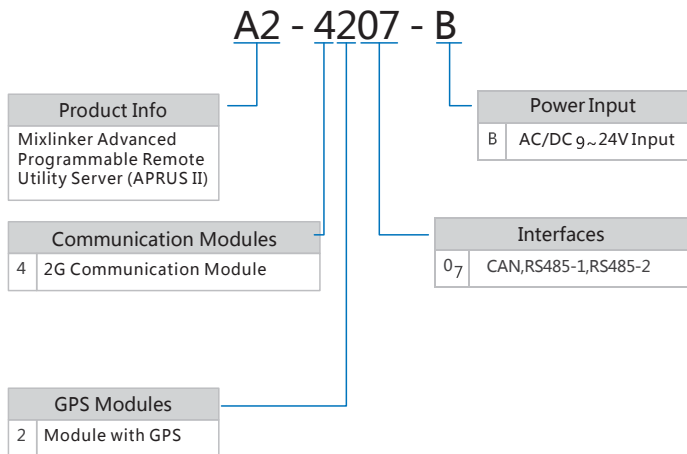 A2 - 4207 - B
Product Info
Mixlinker Advanced
Programmable Remote
Utility Server (APRUS II)
Power Input
B AC/DC 9~24V Input
Communication Modules
4 2G Communication Module
Interfaces
07 CAN,RS485-1,RS485-2
GPS Modules
2 Module with GPS